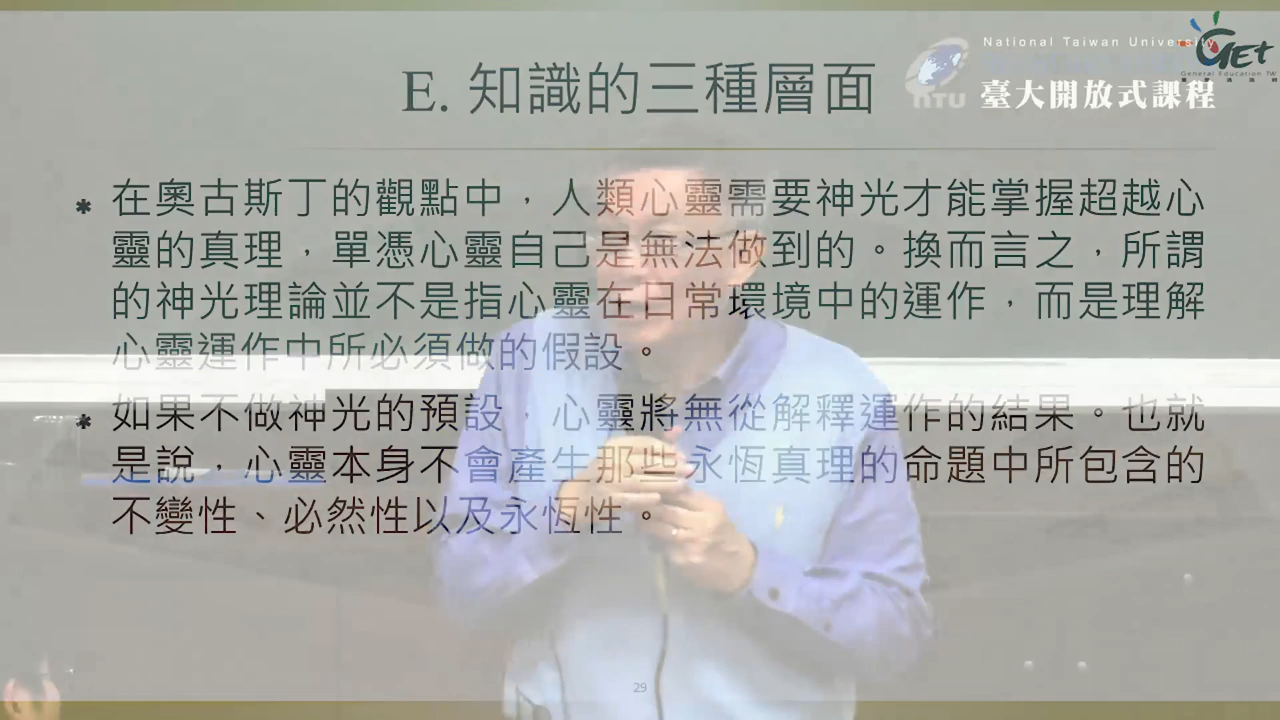 National Taiwan University
GEt
General Education TW
NTU 臺大開放式課程
E. 知識的三種層面
* 在奧古斯丁的觀點中，人類心靈需要神光才能掌握超越心
靈的真理，單憑心靈自己是無法做到的。換而言之，所謂
的神光理論並不是指心靈在日常環境中的運作，而是理解
心靈運作中所必須做的假設。
* 如果不做神光的預設，心靈將無從解釋運作的結果。也就
是說，心靈本身不會產生那些永恆真理的命題中所包含的
不變性、必然性以及永恆性。
29